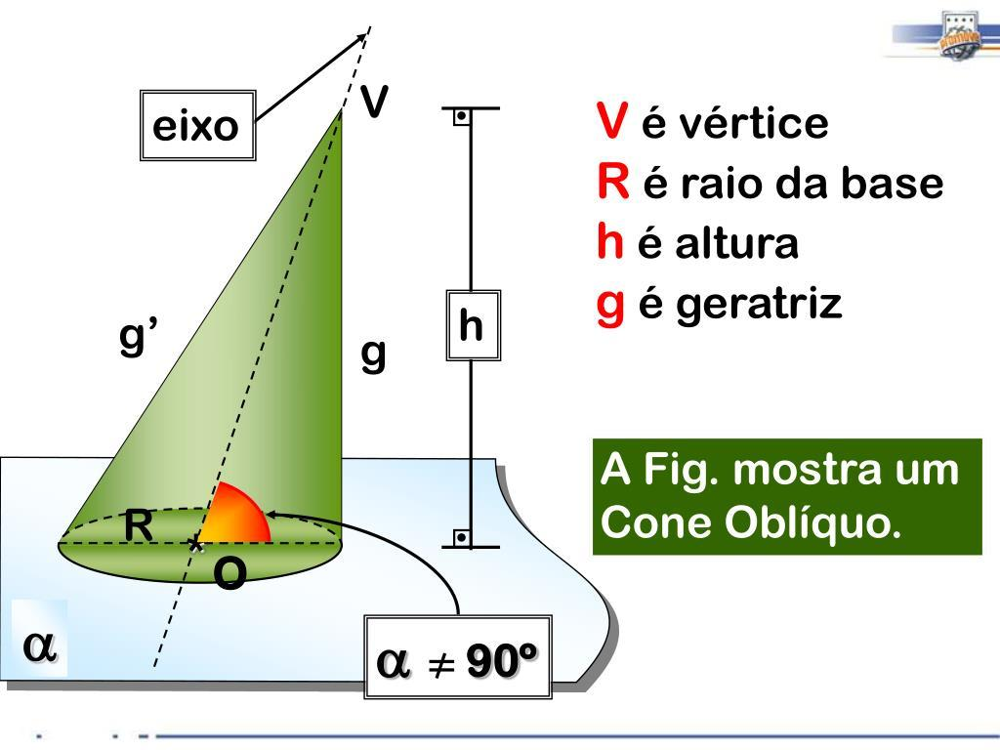 eixo
V
V é vértice
R é raio da base
h é altura
g é geratriz
g’
g
h
A Fig. mostra um
Cone Oblíquo.
R
* O
α
α ≠ 90º